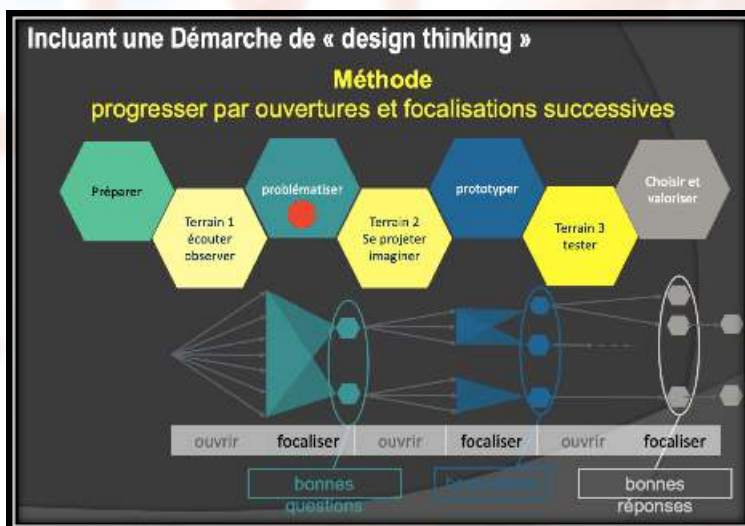 Incluant une Démarche de « design thinking »
Méthode
progresser par ouvertures et focalisations successives
Préparer
Terrain 1
écouter
observer
problématiser
Terrain 2
Se projeter
imaginer
prototyper
Terrain 3
tester
Choisir et
valoriser
ouvrir focaliser ouvrir focaliser ouvrir focaliser
bonnes
questions
bonnes
réponses